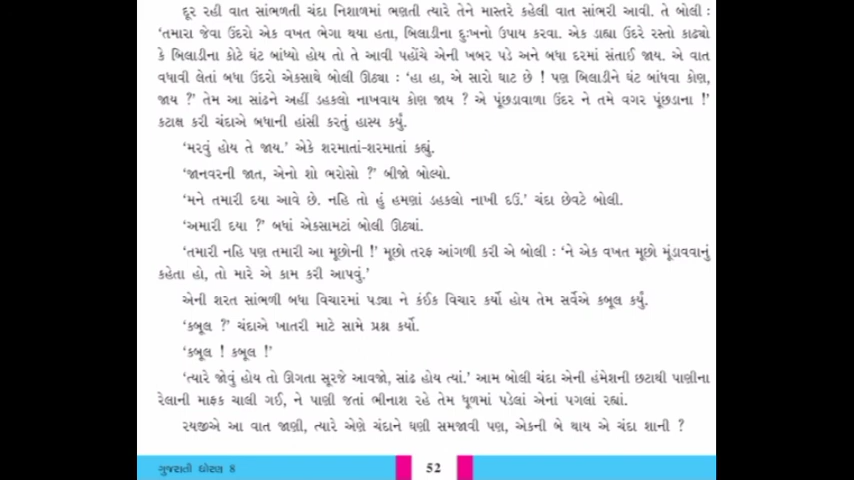 દૂર રહી વાત સાંભળતી ચંદા નિશાળમાં ભણતી ત્યારે તેને માસ્તરે કહેલી વાત સાંભરી આવી. તે બોલી :
'તમારા જેવા ઉંદરો એક વખત ભેગા થયા હતા, બિલાડીના દુઃખનો ઉપાય કરવા. એક ડાહ્યા ઉંદરે રસ્તો કાઢ્યો
કે બિલાડીના કોટે ઘંટ બાંધ્યો હોય તો તે આવી પહોંચે એની ખબર પડે અને બધા દરમાં સંતાઈ જાય. એ વાત
વધાવી લેતાં બધા ઉંદરો એકસાથે બોલી ઊઠ્યા : 'હા હા, એ સારો ઘાટ છે ! પણ બિલાડીને ઘંટ બાંધવા કોણ,
જાય ?' તેમ આ સાંઢને અહીં ડહકલો નાખવાય કોણ જાય ? એ પૂંછડાવાળા ઉંદર ને તમે વગર પૂંછડાના !'
કટાક્ષ કરી ચંદાએ બધાની હાંસી કરતું હાસ્ય કર્યું.
'મરવું હોય તે જાય.' એકે શરમાતાં-શરમાતાં કહ્યું.
'જાનવરની જાત, એનો શો ભરોસો ?' બીજો બોલ્યો.
'મને તમારી દયા આવે છે. નહિ તો હું હમણાં ડહકલો નાખી દઉં.' ચંદા છેવટે બોલી.
'અમારી દયા ?' બધાં એકસામટાં બોલી ઊઠ્યાં.
'તમારી નહિ પણ તમારી આ મૂછોની !' મૂછો તરફ આંગળી કરી એ બોલી : 'ને એક વખત મૂછો મૂંડાવવાનું
કહેતા હો, તો મારે એ કામ કરી આપવું.'
એની શરત સાંભળી બધા વિચારમાં પડ્યા ને કંઈક વિચાર કર્યો હોય તેમ સર્વેએ કબૂલ કર્યું.
'કબૂલ ?' ચંદાએ ખાતરી માટે સામે પ્રશ્ન કર્યો.
'કબૂલ ! કબૂલ !'
'ત્યારે જોવું હોય તો ઊગતા સૂરજે આવજો, સાંઢ હોય ત્યાં.' આમ બોલી ચંદા એની હંમેશની છટાથી પાણીના
રેલાની માફક ચાલી ગઈ, ને પાણી જતાં ભીનાશ રહે તેમ ધૂળમાં પડેલાં એનાં પગલાં રહ્યાં.
રયજીએ આ વાત જાણી, ત્યારે એણે ચંદાને ઘણી સમજાવી પણ, એકની બે થાય એ ચંદા શાની ?
ગુજરાતી ધોરણ 8
52